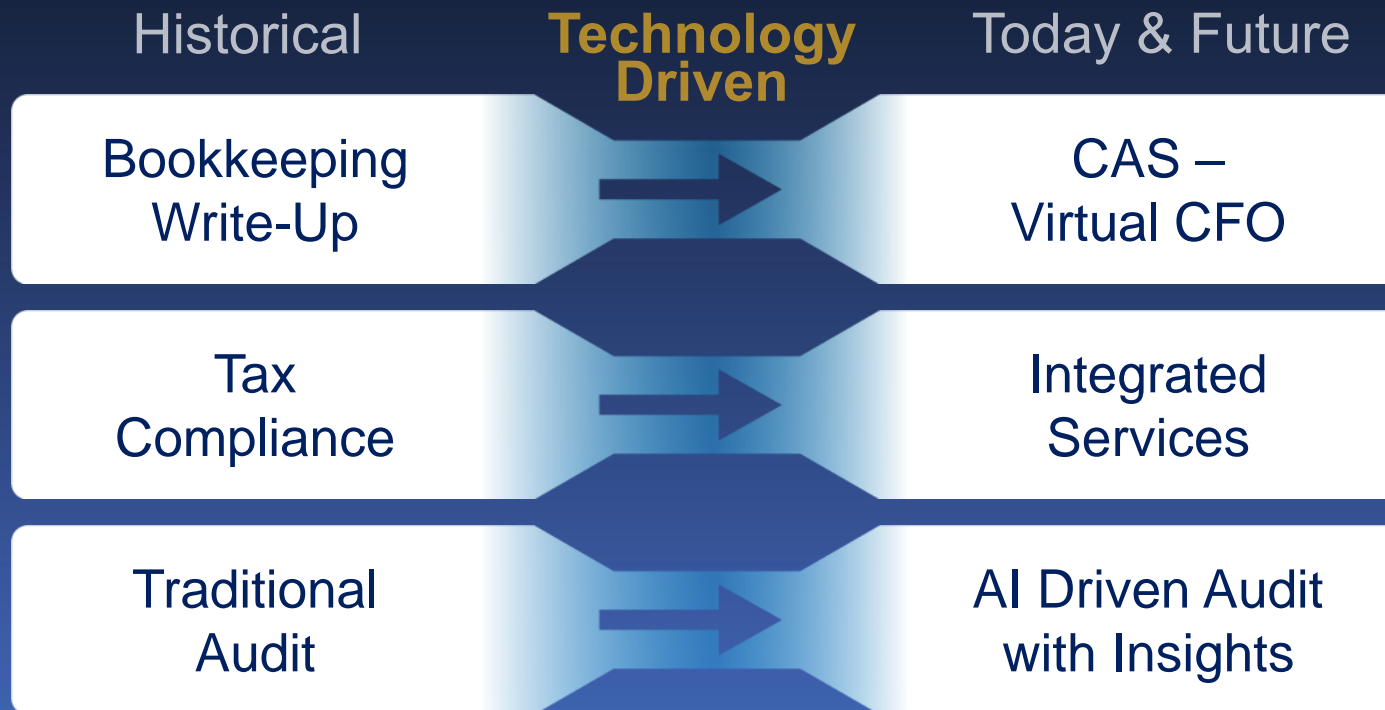 Historical
Technology
Driven
Today & Future
Bookkeeping
Write-Up
CAS –
Virtual CFO
Tax
Compliance
Integrated
Services
Traditional
Audit
AI Driven Audit
with Insights